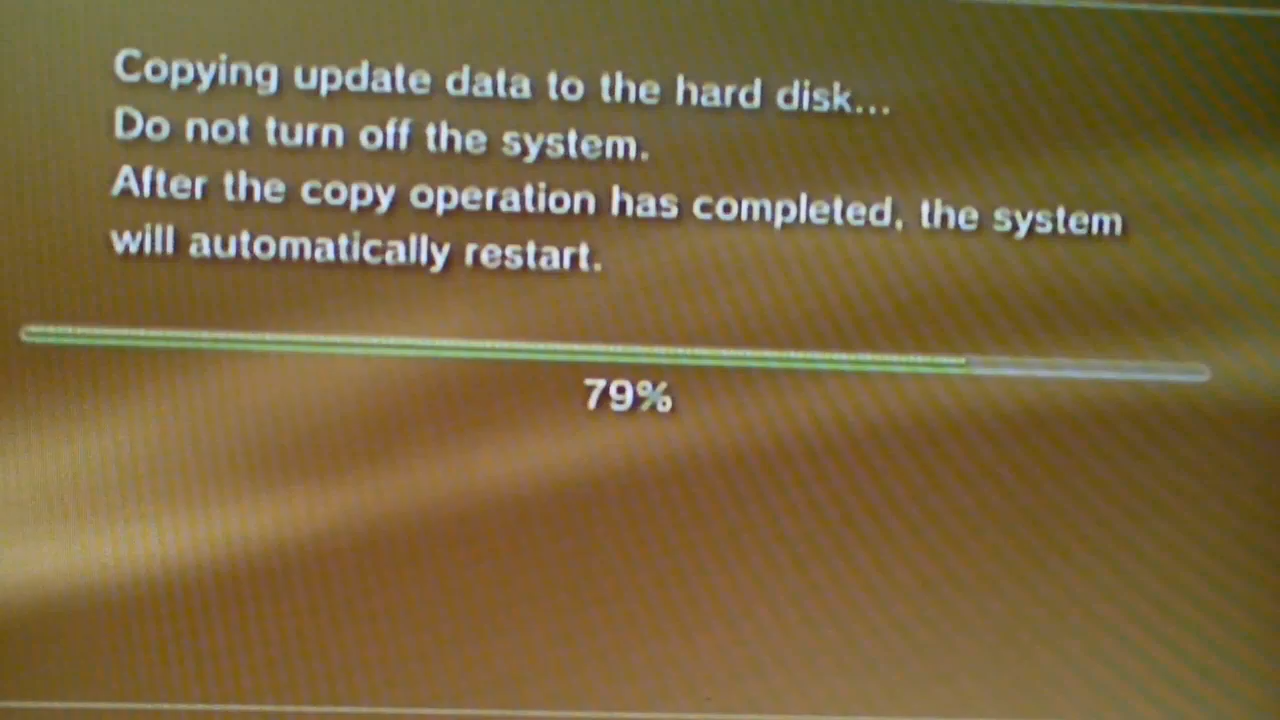 Copying update data to the hard disk...
Do not turn off the system.
After the copy operation has completed, the system
will automatically restart.
79%